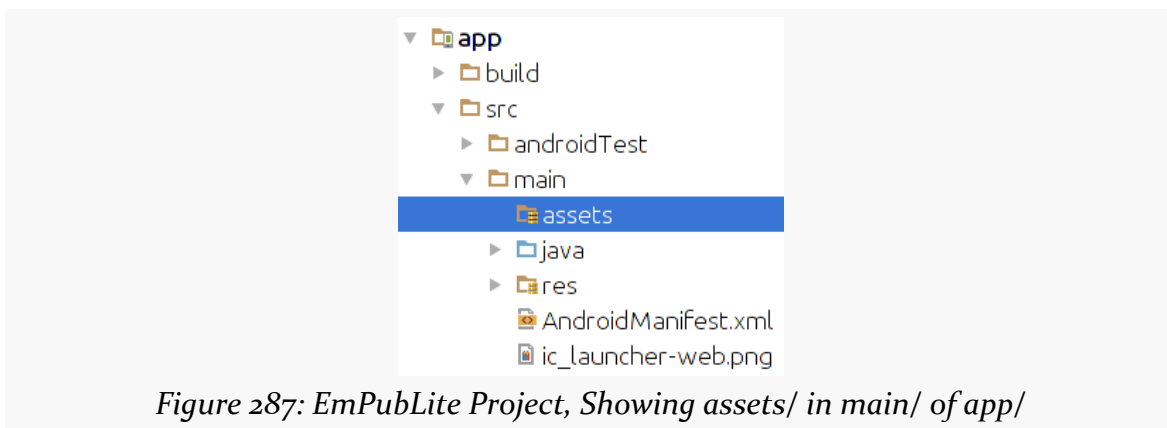 app
build
src
androidTest
main
assets
java
res
AndroidManifest.xml
ic_launcher-web.png
Figure 287: EmPubLite Project, Showing assets/ in main/ of app/